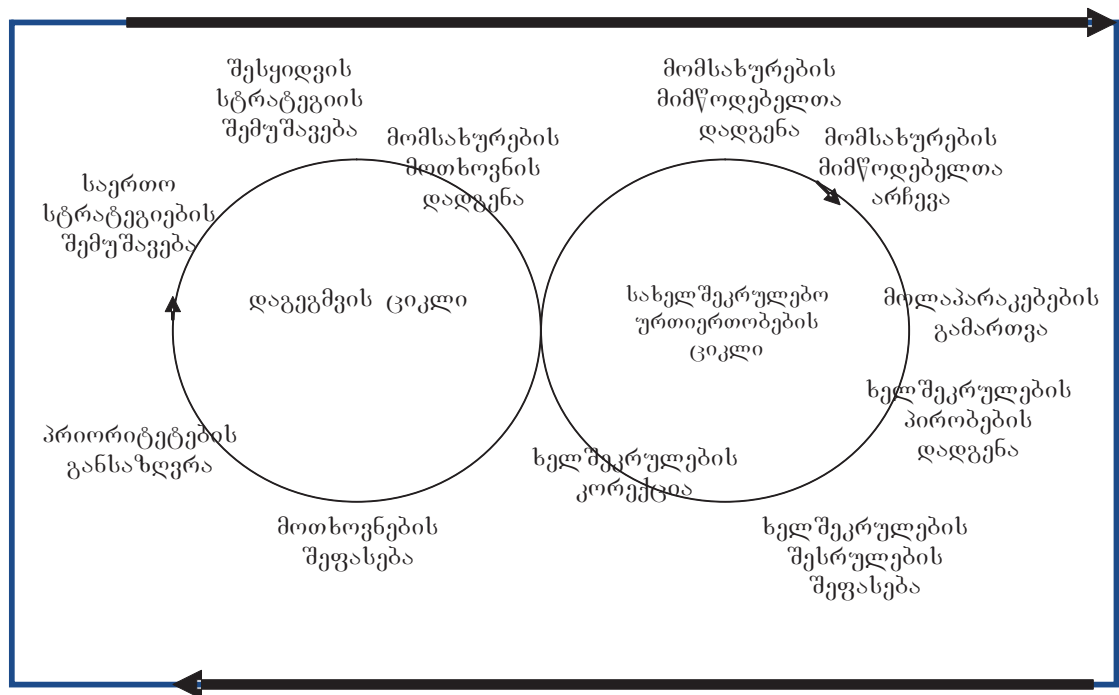 შესყიდვის
სტრატეგიის
შემუშავება
მომსახურების
მოთხოვნის
დადგენა
საერთო
სტრატეგიების
შემუშავება
დაგეგმვის ციკლი
პრიორიტეტების
განსაზღვრა
მოთხოვნების
შეფასება
მომსახურების
მიმწოდებელთა
დადგენა
მომსახურების
მიმწოდებელთა
არჩევა
სახელშეკრულებო
ურთიერთობების
ციკლი
მოლაპარაკებების
გამართვა
ხელშეკრულების
პირობების
დადგენა
ხელშეკრულების
კორექცია
ხელშეკრულების
შესრულების
შეფასება